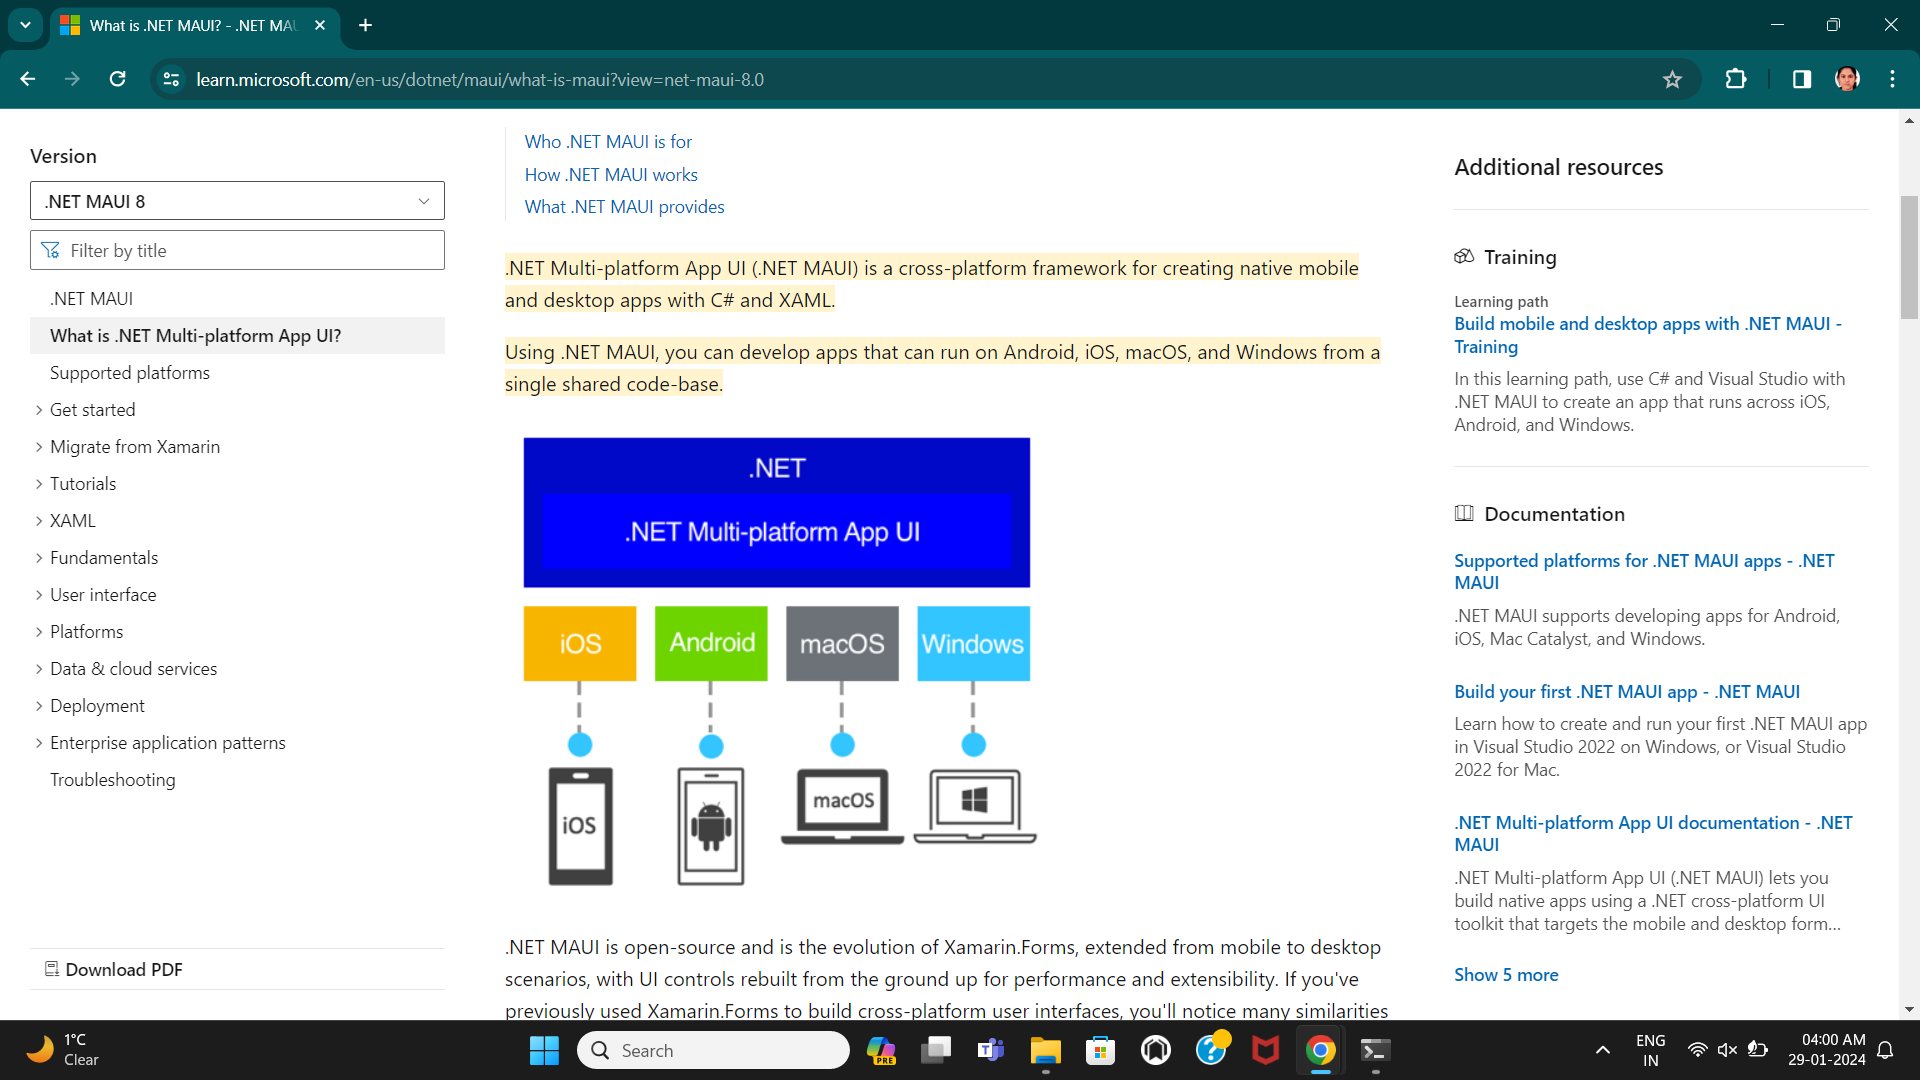 What is .NET MAUI? - .NET MAU
learn.microsoft.com/en-us/dotnet/maui/what-is-maui?view=net-maui-8.0
Version
.NET MAUI 8
Filter by title
.NET MAUI
What is .NET Multi-platform App UI?
Supported platforms
Get started
Migrate from Xamarin
Tutorials
XAML
Fundamentals
User interface
Platforms
Data & cloud services
Deployment
Enterprise application patterns
Troubleshooting
Download PDF
Who .NET MAUI is for
How .NET MAUI works
What .NET MAUI provides
.NET Multi-platform App UI (.NET MAUI) is a cross-platform framework for creating native mobile
and desktop apps with C# and XAML.
Using .NET MAUI, you can develop apps that can run on Android, iOS, macOS, and Windows from a
single shared code-base.
.NET
.NET Multi-platform App UI
iOS Android macOS Windows
iOS macOS
.NET MAUI is open-source and is the evolution of Xamarin.Forms, extended from mobile to desktop
scenarios, with UI controls rebuilt from the ground up for performance and extensibility. If you've
previously used Xamarin.Forms to build cross-platform user interfaces, you'll notice many similarities
Additional resources
Training
Learning path
Build mobile and desktop apps with .NET MAUI -
Training
In this learning path, use C# and Visual Studio with
.NET MAUI to create an app that runs across iOS,
Android, and Windows.
Documentation
Supported platforms for .NET MAUI apps - .NET
MAUI
.NET MAUI supports developing apps for Android,
iOS, Mac Catalyst, and Windows.
Build your first .NET MAUI app - .NET MAUI
Learn how to create and run your first .NET MAUI app
in Visual Studio 2022 on Windows, or Visual Studio
2022 for Mac.
.NET Multi-platform App UI documentation - .NET
MAUI
.NET Multi-platform App UI (.NET MAUI) lets you
build native apps using a .NET cross-platform UI
toolkit that targets the mobile and desktop form...
Show 5 more
1°C
Clear
Search
PRE
ENG
IN
04:00 AM
29-01-2024